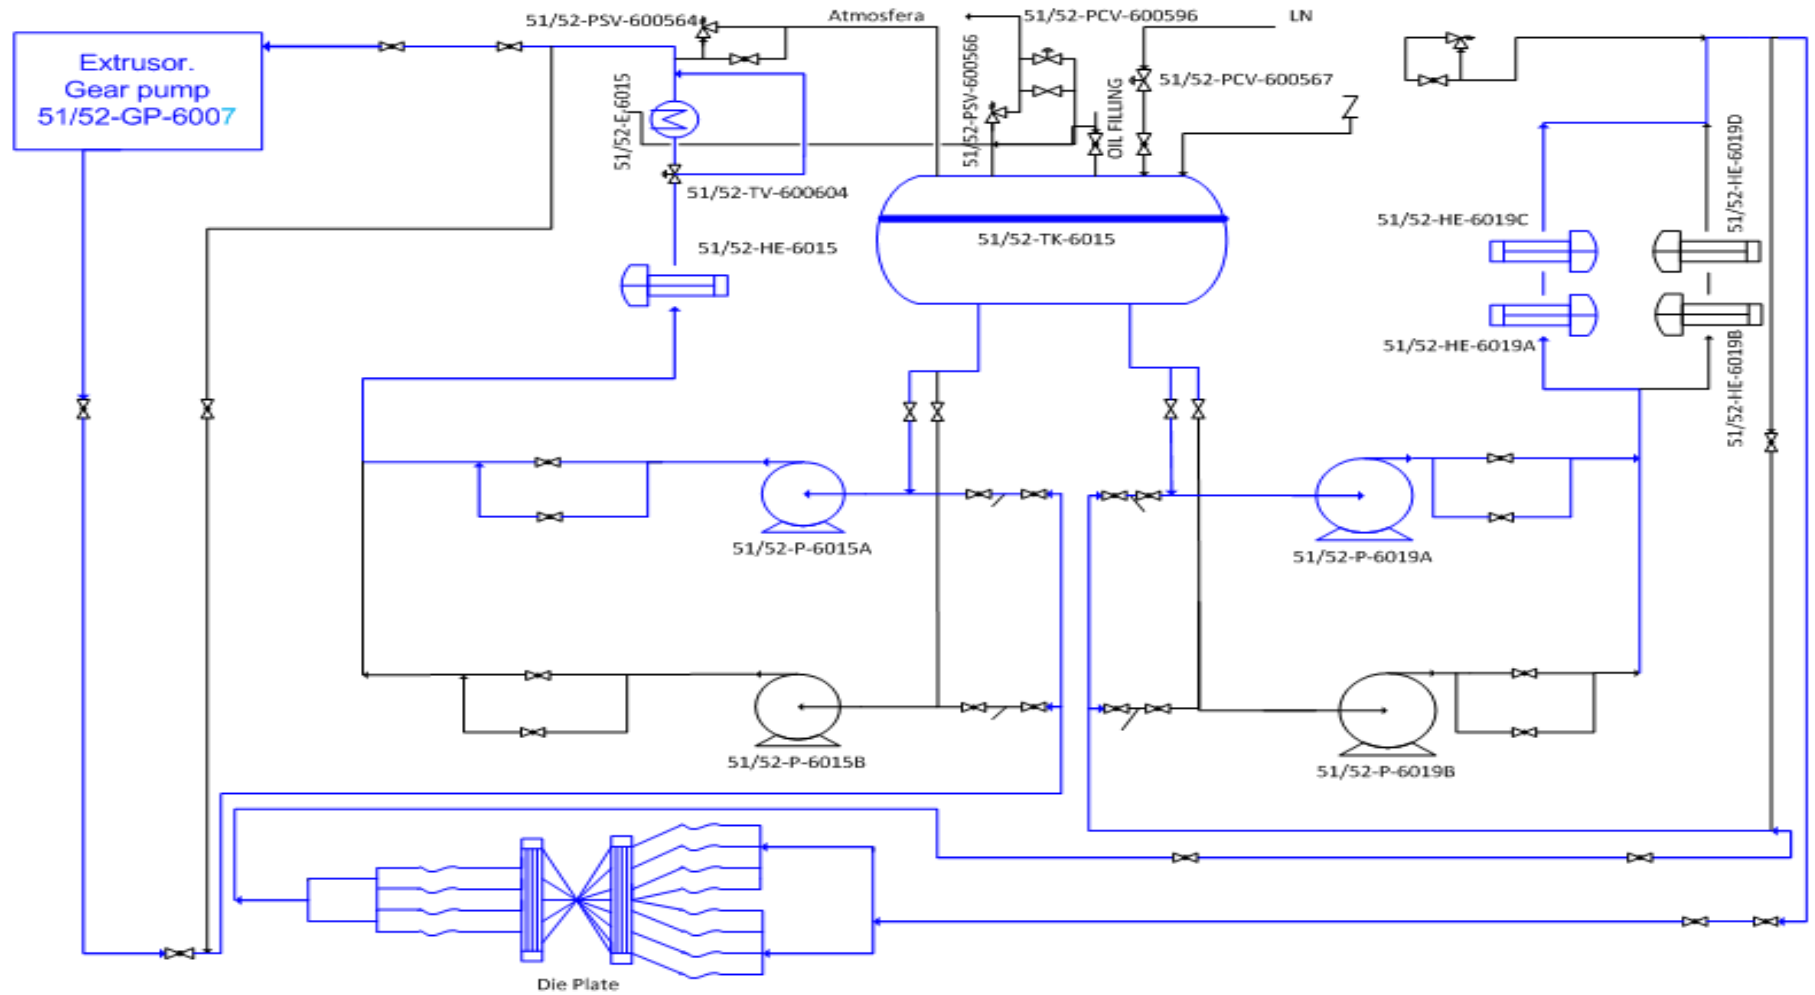 51/52-PSV-600564
Atmosfera
51/52-PCV-600596
LN
Extrusor.
Gear pump
51/52-GP-6007
51/52-E-6015
51/52-PSV-600566
OIL FILLING
51/52-PCV-600567
51/52-TV-600604
51/52-HE-6015
51/52-TK-6015
51/52-HE-6019C
51/52-HE-6019D
51/52-HE-6019A
51/52-HE-6019B
51/52-P-6015A
51/52-P-6019A
51/52-P-6015B
51/52-P-6019B
Die Plate